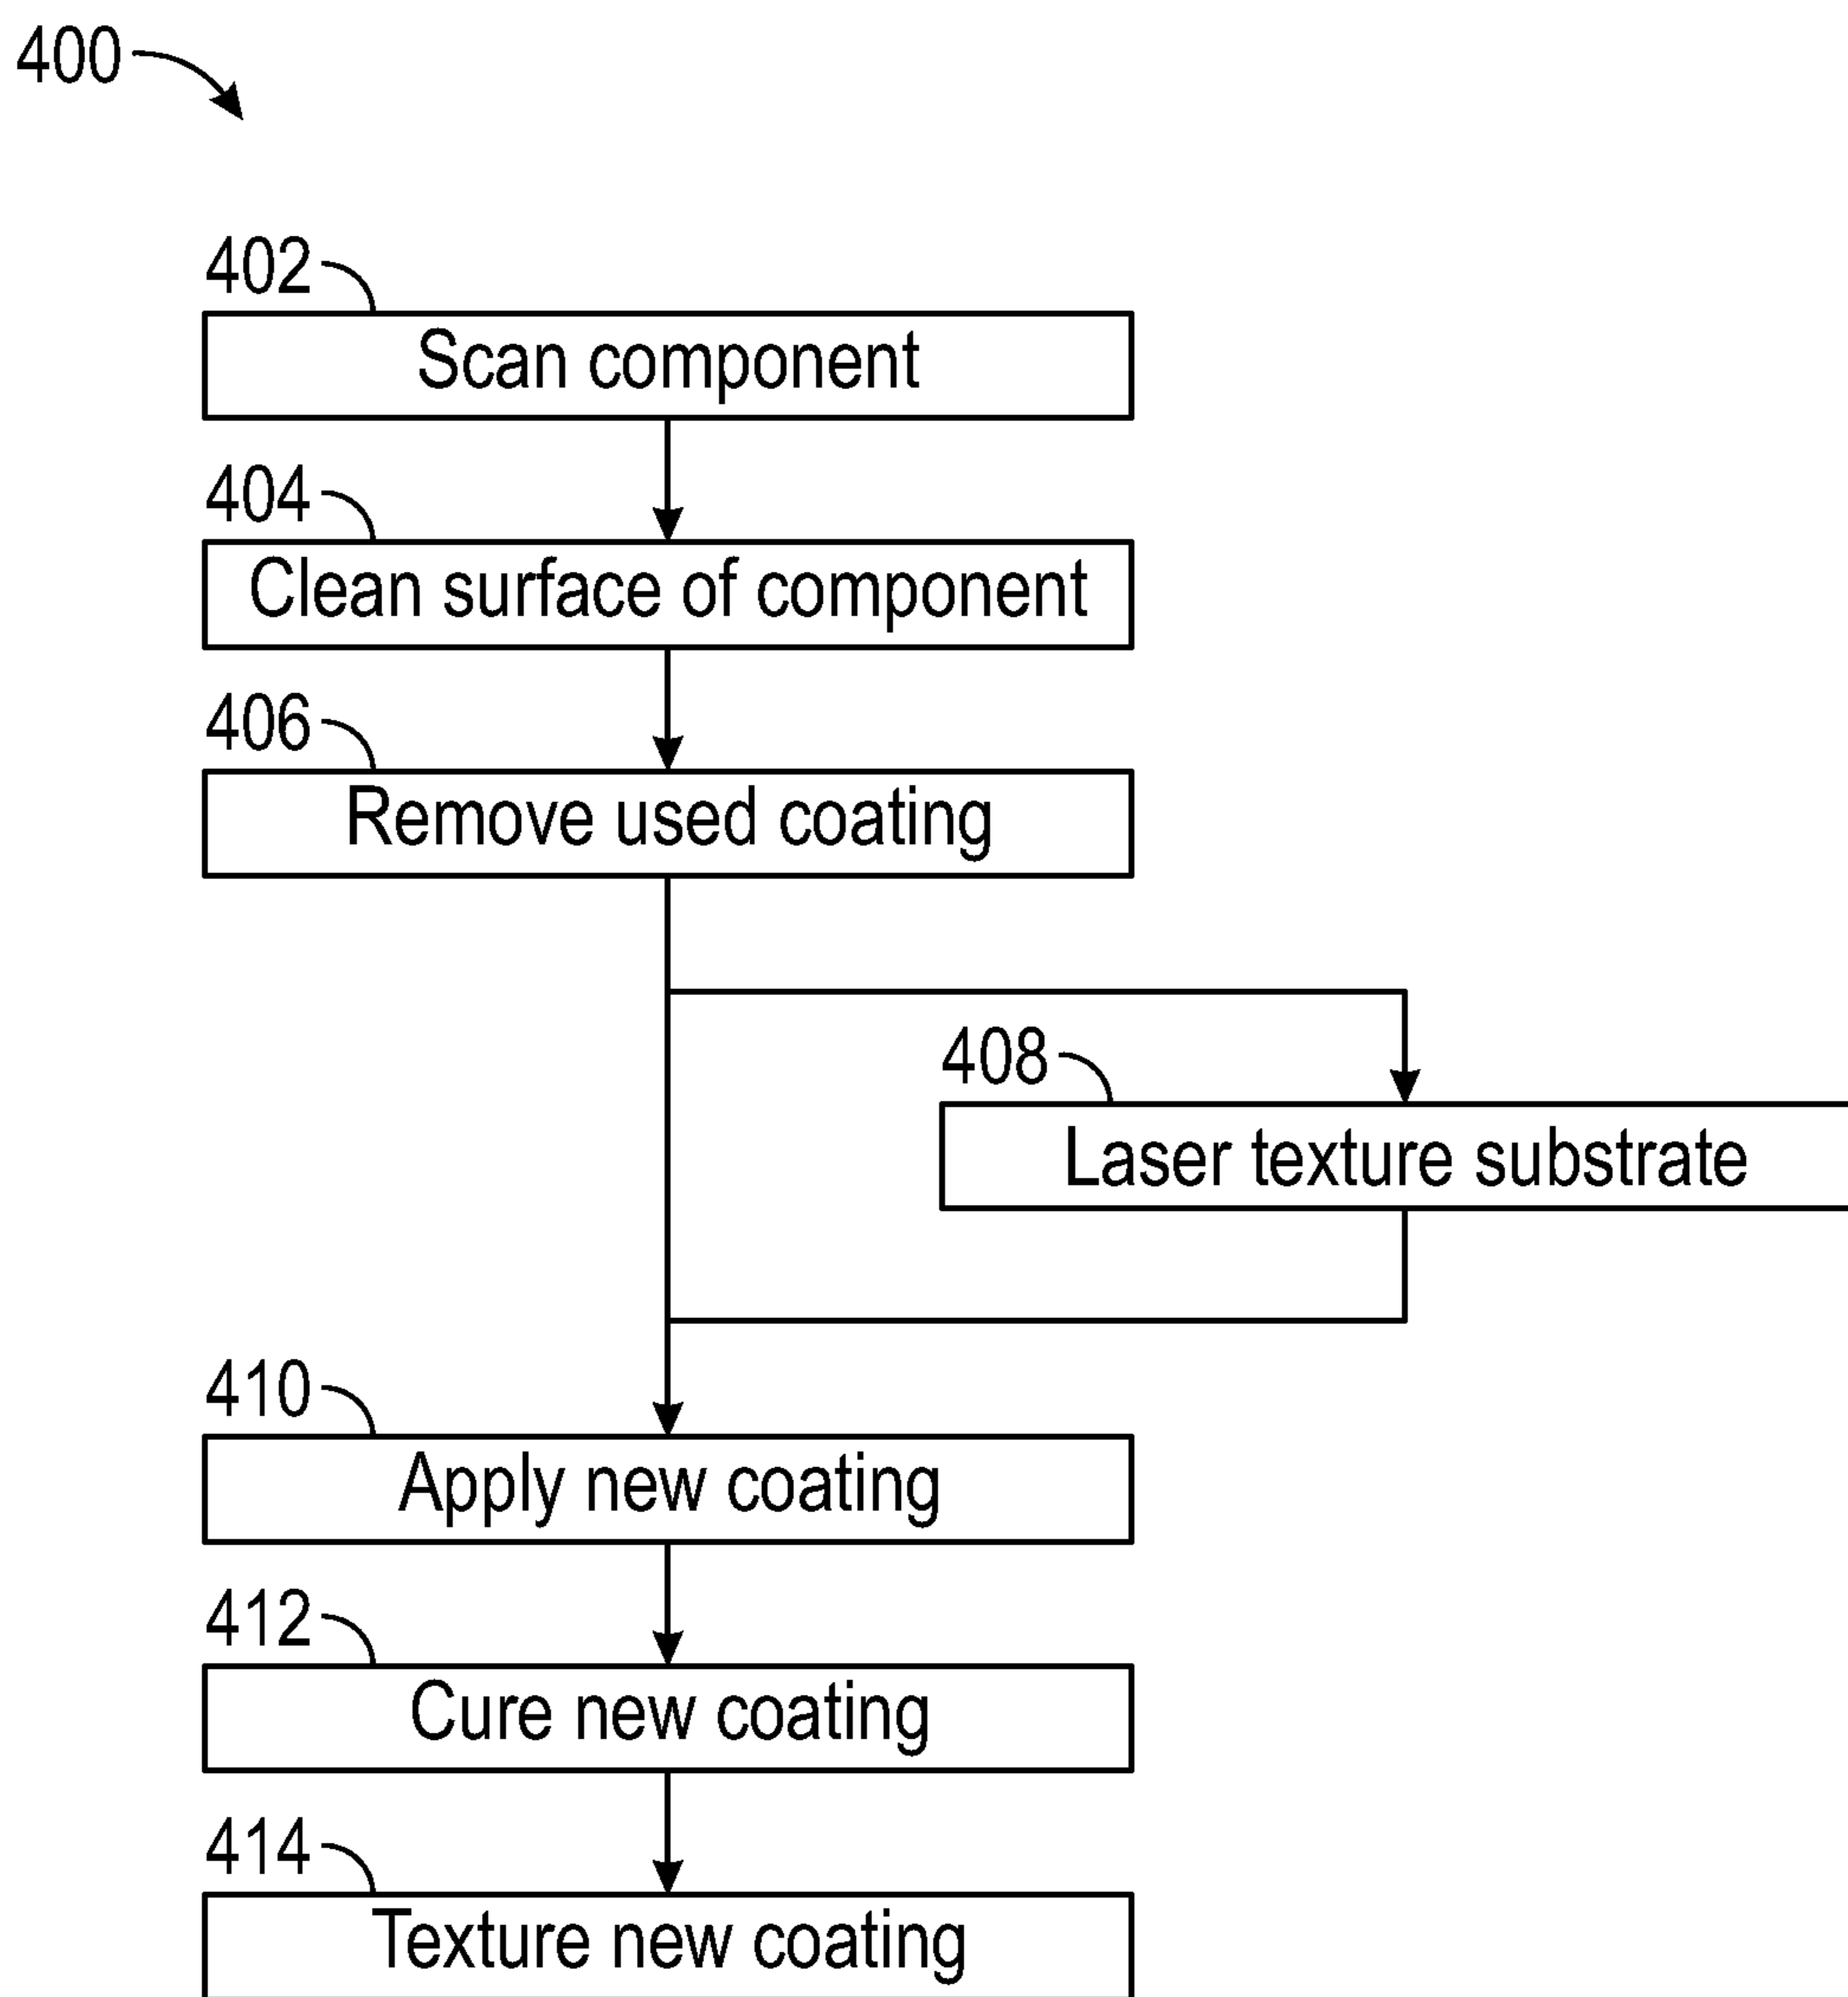 400
402
Scan component
404
Clean surface of component
406
Remove used coating
408
Laser texture substrate
410
Apply new coating
412
Cure new coating
414
Texture new coating